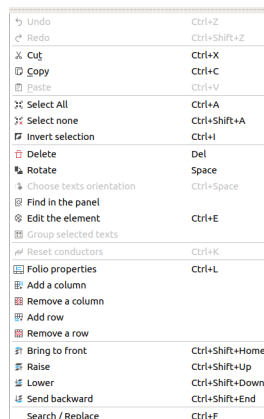 Undo Ctrl+Z
Redo Ctrl+Shift+Z
Cut Ctrl+X
Copy Ctrl+C
Paste Ctrl+V
Select All Ctrl+A
Select none Ctrl+Shift+A
Invert selection Ctrl+I
Delete Del
Rotate Space
Choose texts orientation Ctrl+Space
Find in the panel
Edit the element Ctrl+E
Group selected texts
Reset conductors Ctrl+K
Folio properties Ctrl+L
Add a column
Remove a column
Add row
Remove a row
Bring to front Ctrl+Shift+Home
Raise Ctrl+Shift+Up
Lower Ctrl+Shift+Down
Send backward Ctrl+Shift+End
Search / Replace Ctrl+F